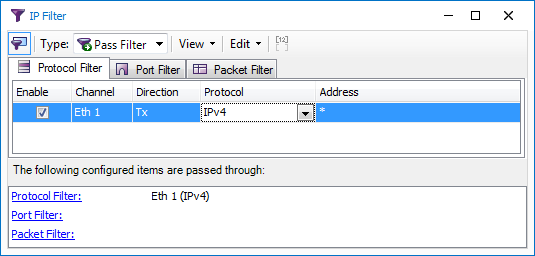 IP Filter
Type: Pass Filter View Edit [12]
Protocol Filter Port Filter Packet Filter
Enable Channel Direction Protocol Address
Eth 1 Tx IPv4 *
The following configured items are passed through:
Protocol Filter: Eth 1 (IPv4)
Port Filter:
Packet Filter: